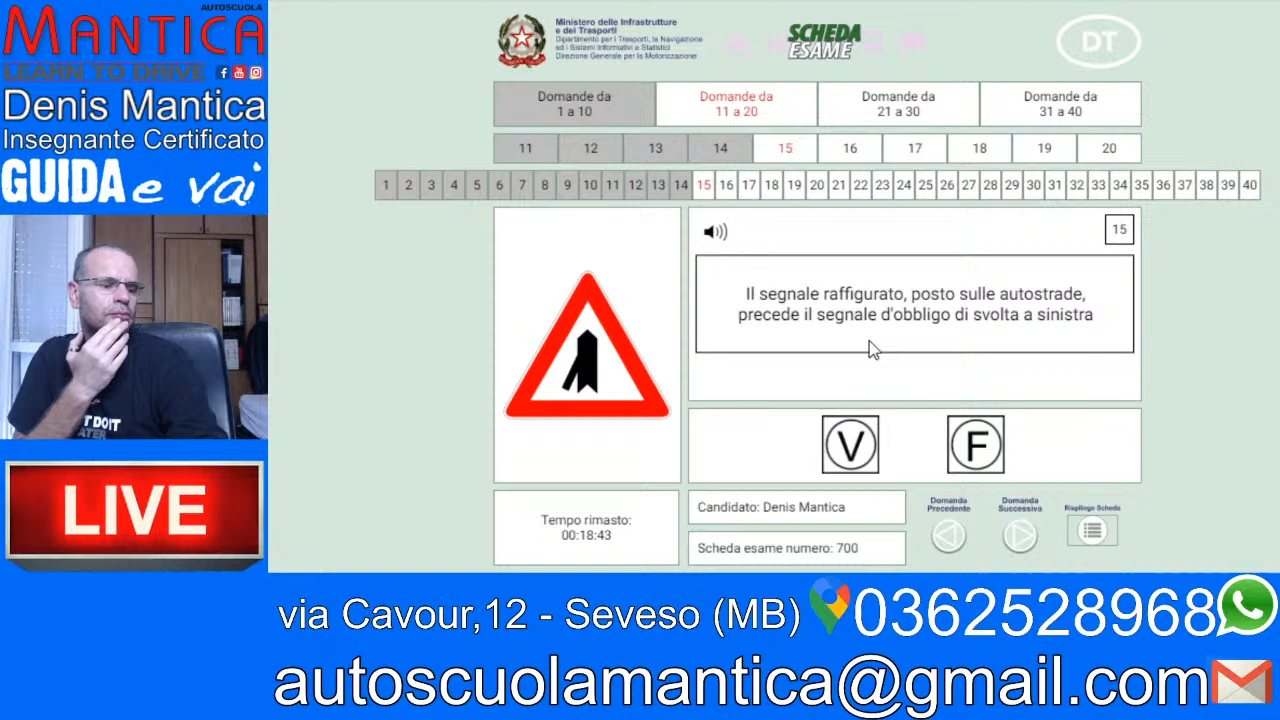 AUTOSCUOLA
MANTICA
LEARN TO DRIVE
Denis Mantica
Insegnante Certificato
GUIDA e vai
LIVE
Ministero delle Infrastrutture
e dei Trasporti
Dipartimento per i Trasporti, la Navigazione
ed i Sistemi Informativi e Statistici
Direzione Generale per la Motorizzazione
SCHEDA
ESAME
Domande da
1 a 10
Domande da
11 a 20
Domande da
21 a 30
Domande da
31 a 40
11 12 13 14 15 16 17 18 19 20
1 2 3 4 5 6 7 8 9 10 11 12 13 14 15 16 17 18 19 20 21 22 23 24 25 26 27 28 29 30 31 32 33 34 35 36 37 38 39 40
15
Il segnale raffigurato, posto sulle autostrade,
precede il segnale d'obbligo di svolta a sinistra
V F
Tempo rimasto:
00:18:43
Candidato: Denis Mantica
Scheda esame numero: 700
Domanda
Precedente
Domanda
Successiva
Riepilogo Scheda
via Cavour,12 - Seveso (MB) 0362528968
autoscuolamantica@gmail.com